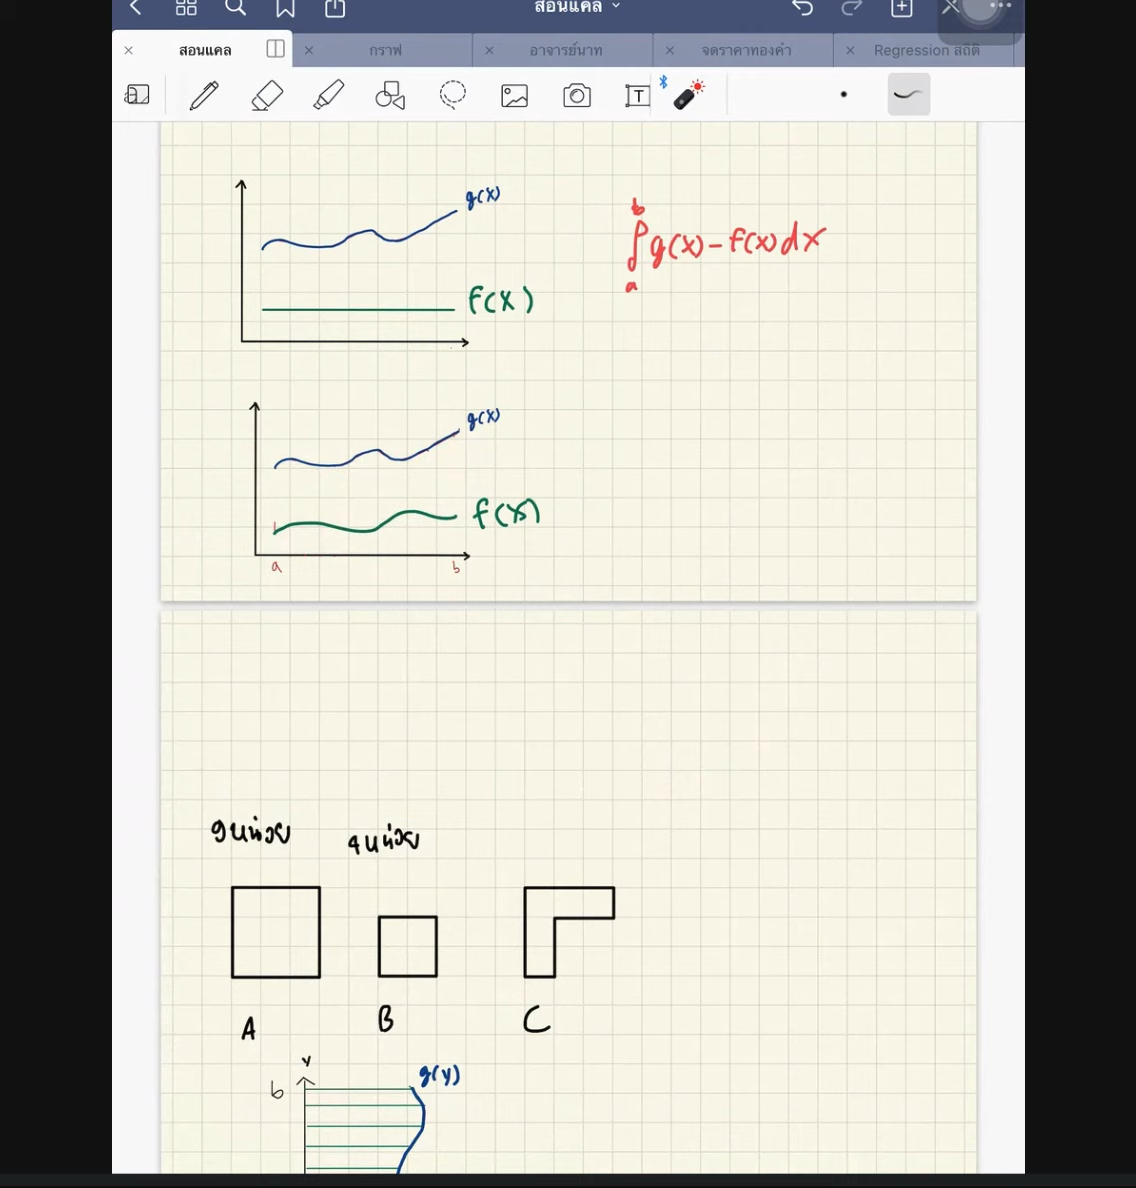 สอนแคล
สอนแคล
กราฟ
อาจารย์นาท
จดราคาทองคำ
Regression สถิติ
g(x)
f(x)
b
∫ g(x) - f(x) dx
a
g(x)
f(x)
a b
9 หน่วย 4 หน่วย
A B C
y
b
g(y)